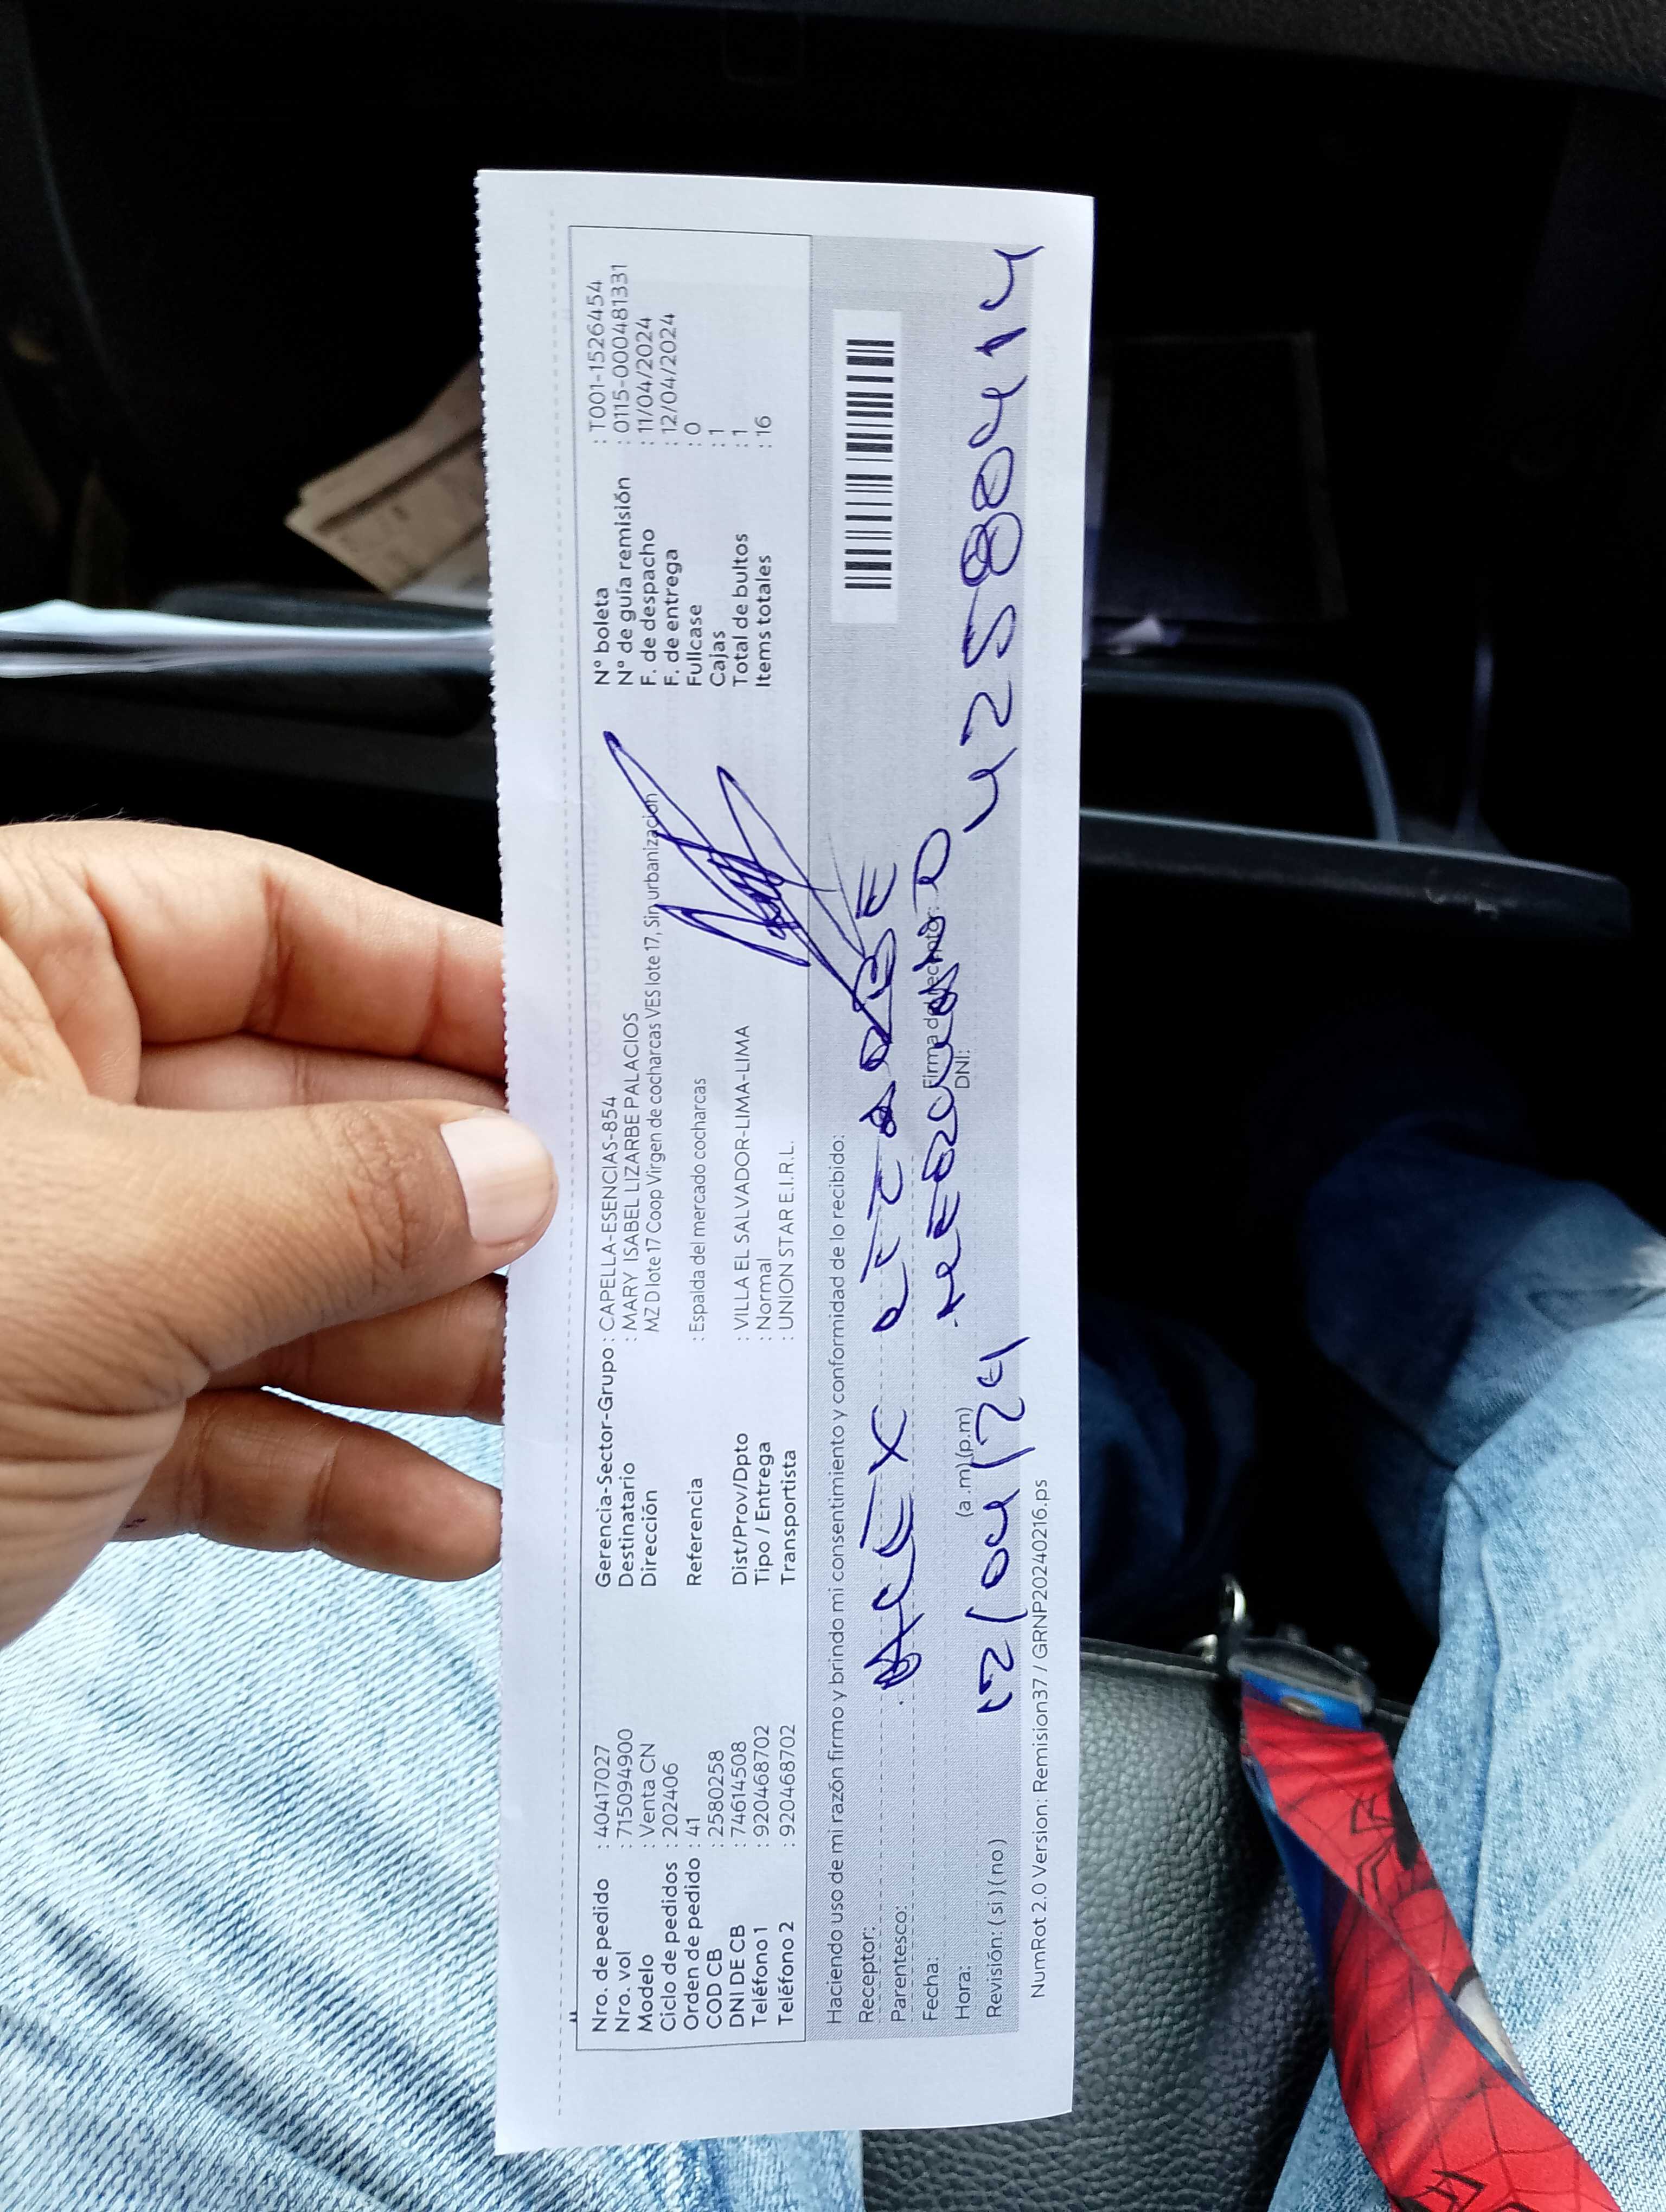 Nro. de pedido : 40417027
Nro. vol : 715094900
Modelo : Venta CN
Ciclo de pedidos : 202406
Orden de pedido : 41
COD CB : 2580258
DNI DE CB : 74614508
Teléfono 1 : 920468702
Teléfono 2 : 920468702
Gerencia-Sector-Grupo : CAPELLA-ESENCIAS-854
Destinatario : MARY ISABEL LIZARBE PALACIOS
Dirección MZ D lote 17 Coop Virgen de cocharcas VES lote 17, Sin urbanización
Referencia : Espalda del mercado cocharcas
Dist/Prov/Dpto : VILLA EL SALVADOR-LIMA-LIMA
Tipo / Entrega : Normal
Transportista : UNION STAR E.I.R.L.
N° boleta : T001-1526454
N° de guía remisión : 0115-000481331
F. de despacho : 11/04/2024
F. de entrega : 12/04/2024
Fullcase : 0
Cajas : 1
Total de bultos : 1
Items totales : 16
Haciendo uso de mi razón firmo y brindo mi consentimiento y conformidad de lo recibido:
Receptor: ALEX LIZARBE
Parentesco:
Fecha:
Firma del receptor:
Hora: (a.m) (p.m)
DNI:
12/04/24
42580414
Revisión: (si) (no)
NumRot 2.0 Version: Remision37 / GRNP20240216.ps